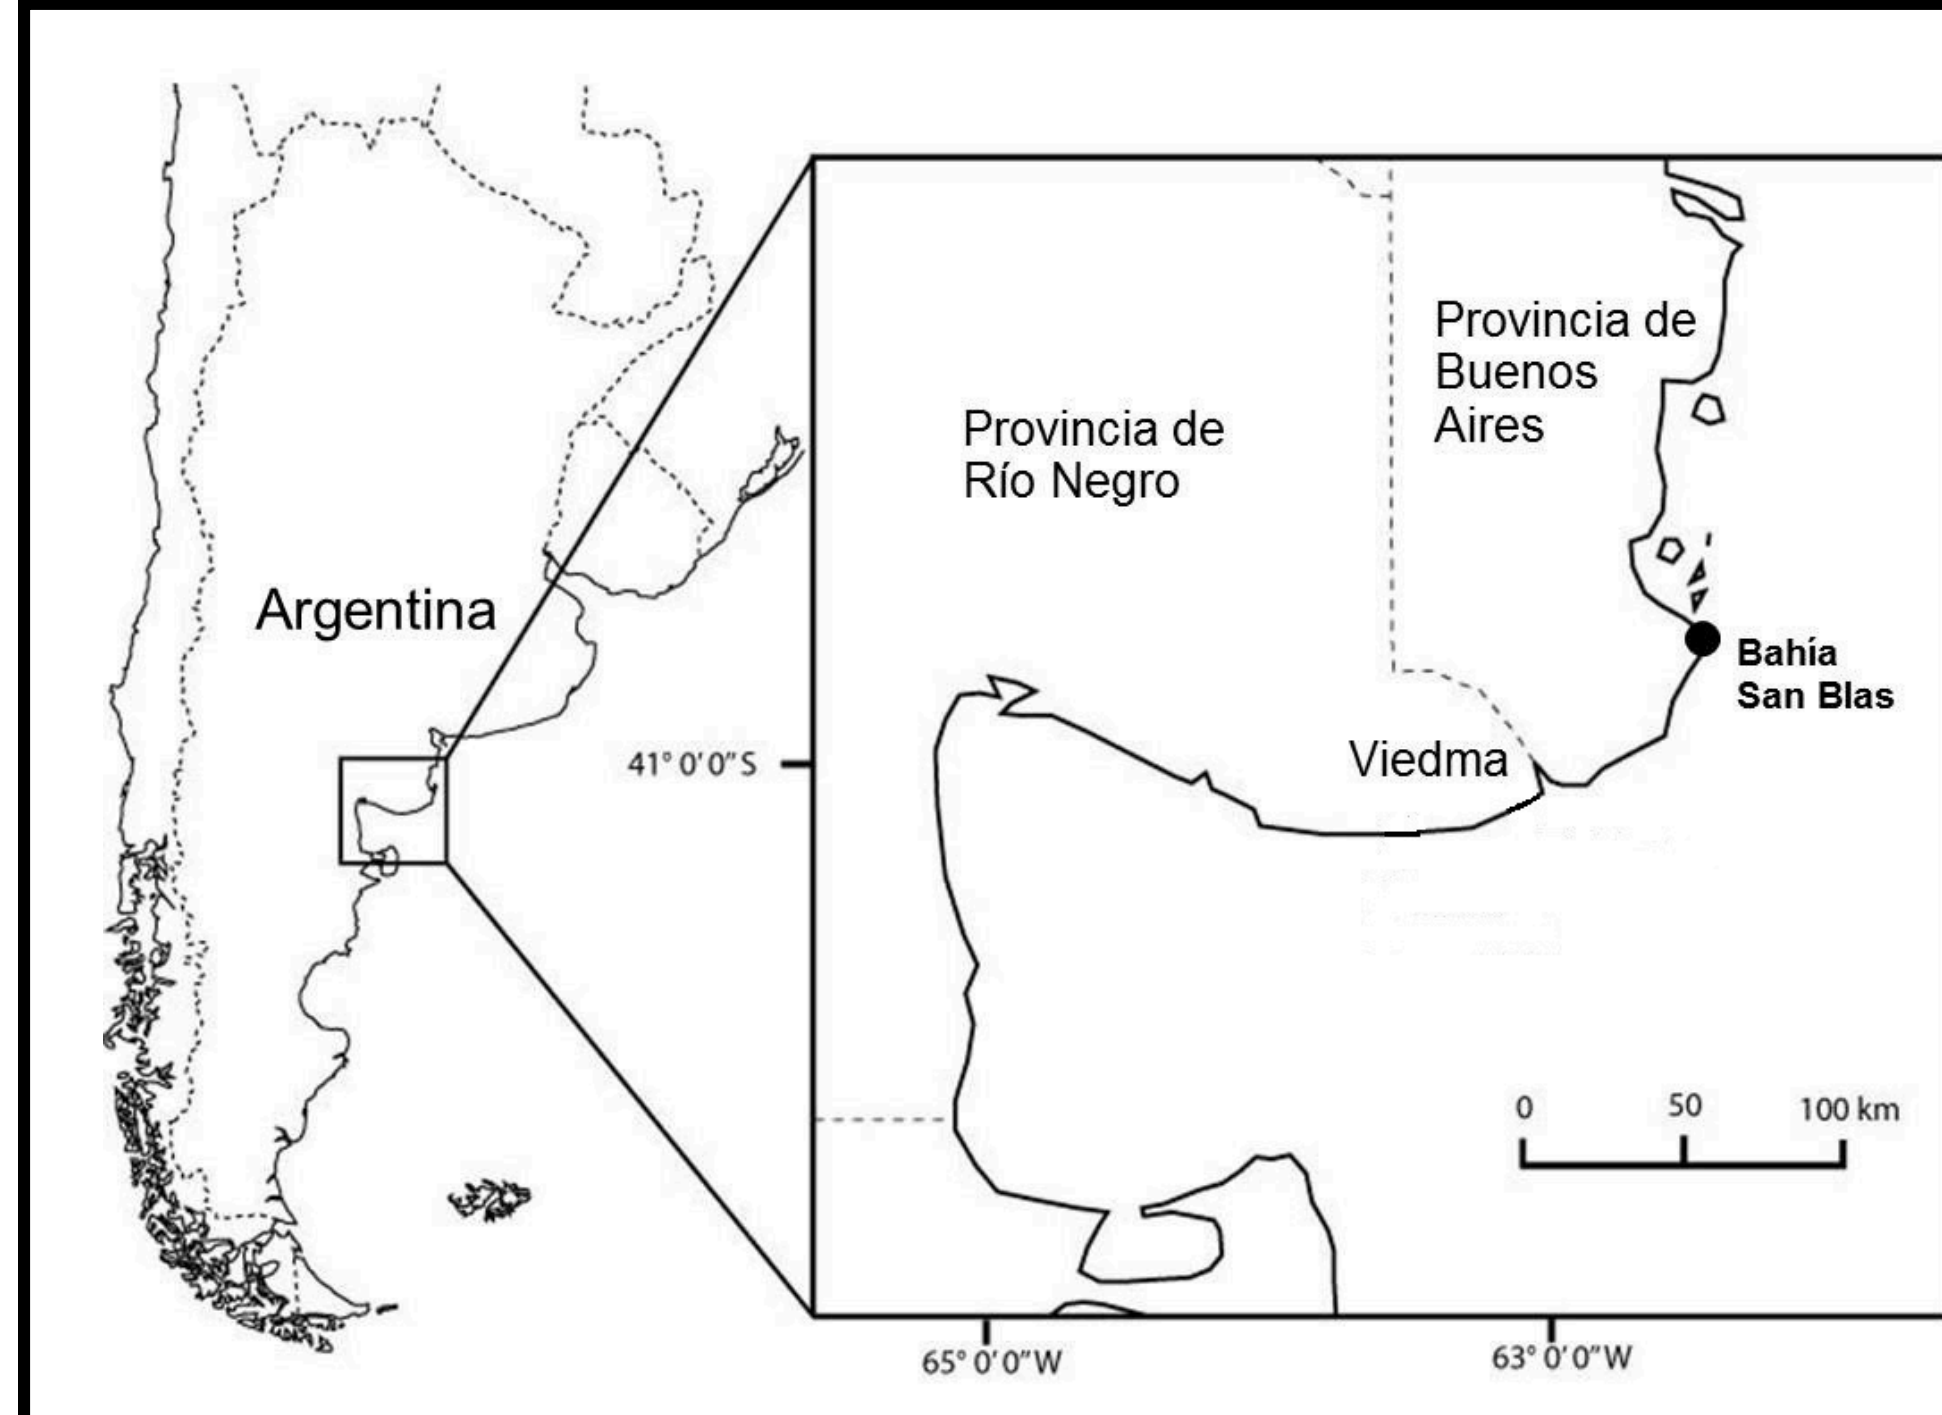 Argentina
Provincia de
Río Negro
Provincia de
Buenos
Aires
Bahía
San Blas
Viedma
41° 0'0"S
0 50 100 km
65° 0'0"W 63° 0'0"W